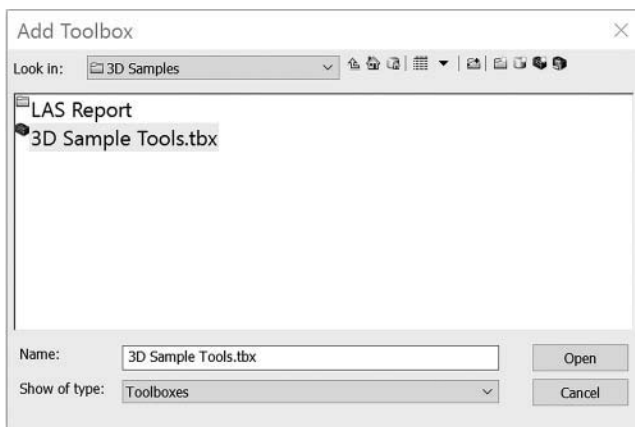 Add Toolbox
Look in: 3D Samples
LAS Report
3D Sample Tools.tbx
Name: 3D Sample Tools.tbx Open
Show of type: Toolboxes Cancel